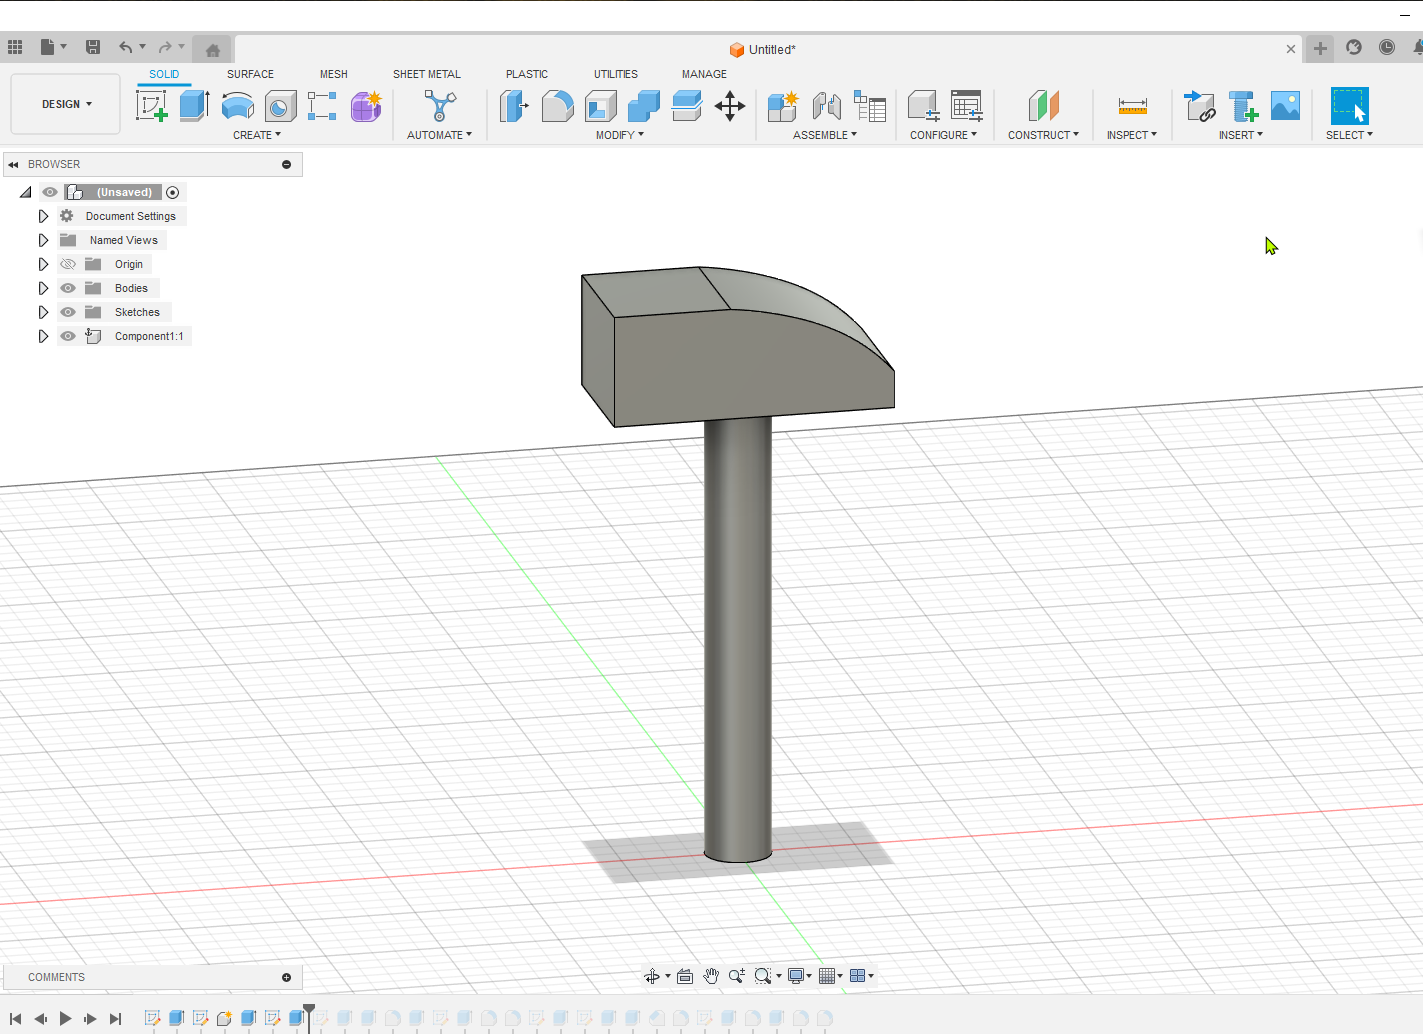 Untitled*
SOLID SURFACE MESH SHEET METAL PLASTIC UTILITIES MANAGE
DESIGN
CREATE AUTOMATE MODIFY ASSEMBLE CONFIGURE CONSTRUCT INSPECT INSERT SELECT
BROWSER
(Unsaved)
Document Settings
Named Views
Origin
Bodies
Sketches
Component1:1
COMMENTS